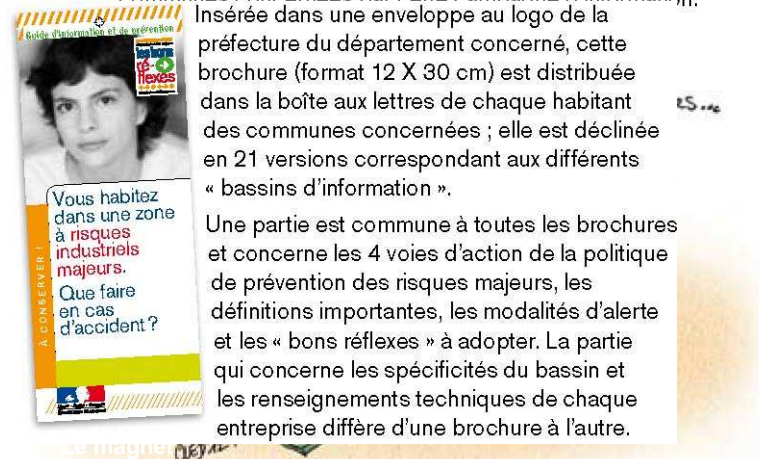 Insérée dans une enveloppe au logo de la
préfecture du département concerné, cette
brochure (format 12 X 30 cm) est distribuée
dans la boîte aux lettres de chaque habitant
des communes concernées ; elle est déclinée
en 21 versions correspondant aux différents
« bassins d'information ».
Une partie est commune à toutes les brochures
et concerne les 4 voies d'action de la politique
de prévention des risques majeurs, les
définitions importantes, les modalités d'alerte
et les « bons réflexes » à adopter. La partie
qui concerne les spécificités du bassin et
les renseignements techniques de chaque
entreprise diffère d'une brochure à l'autre.
Guide d'information et de prévention
les bons
ré-
flexes
Vous habitez
dans une zone
à risques
industriels
majeurs.
Que faire
en cas
d'accident ?
À CONSERVER !
Le magnet